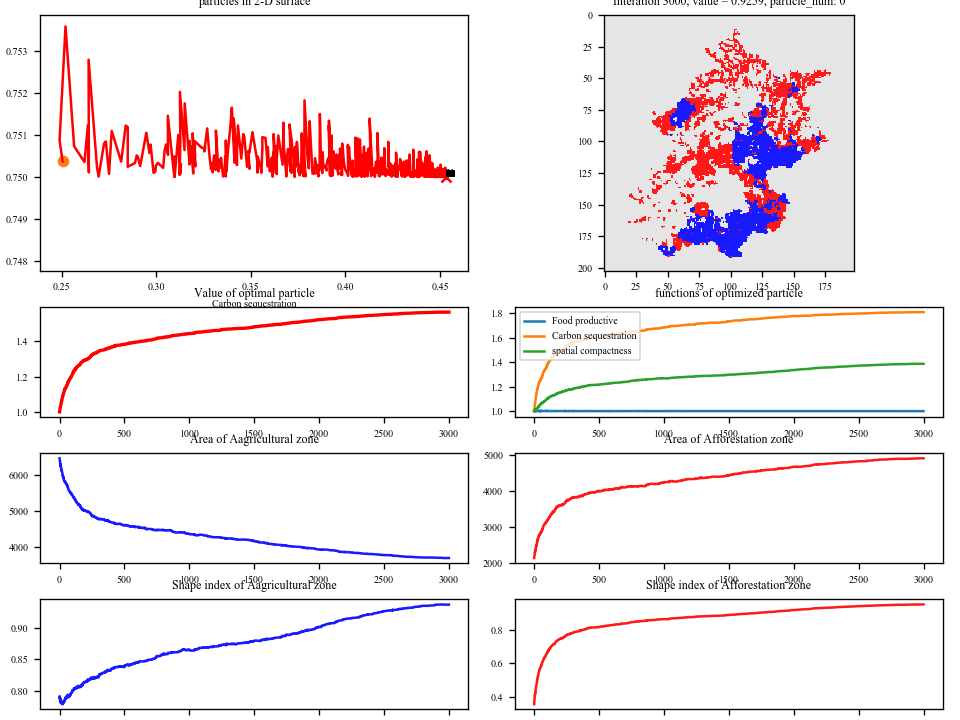 particles in 2-D surface
0.753
0.752
0.751
0.750
0.749
0.748
0.25 0.30 0.35 0.40 0.45
Carbon sequestration
Interation 3000, value = 0.9259, particle_num: 0
0
25
50
75
100
125
150
175
200
0 25 50 75 100 125 150 175
Value of optimal particle
1.4
1.2
1.0
0 500 1000 1500 2000 2500 3000
functions of optimized particle
Food productive
Carbon sequestration
spatial compactness
1.8
1.6
1.4
1.2
1.0
0 500 1000 1500 2000 2500 3000
Area of Aagricultural zone
6000
5000
4000
0 500 1000 1500 2000 2500 3000
Area of Afforestation zone
5000
4000
3000
2000
0 500 1000 1500 2000 2500 3000
Shape index of Aagricultural zone
0.90
0.85
0.80
Shape index of Afforestation zone
0.8
0.6
0.4